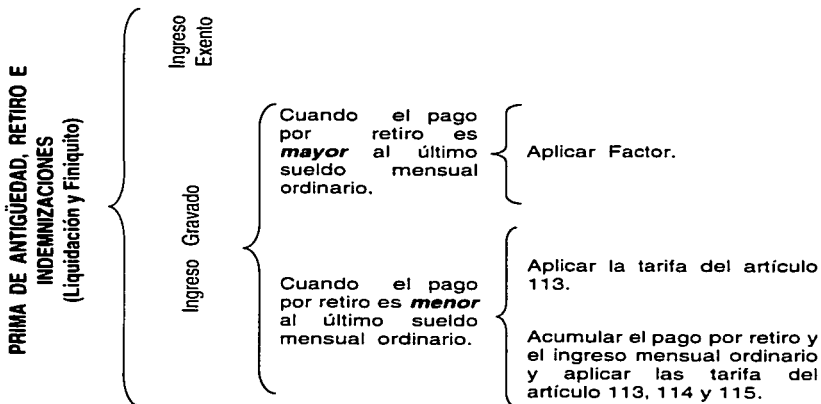 PRIMA DE ANTIGÜEDAD, RETIRO E
INDEMNIZACIONES
(Liquidación y Finiquito)
Ingreso
Exento
Ingreso Gravado
Cuando el pago
por retiro es
mayor al último
sueldo mensual
ordinario.
Aplicar Factor.
Cuando el pago
por retiro es menor
al último sueldo
mensual ordinario.
Aplicar la tarifa del artículo
113.
Acumular el pago por retiro y
el ingreso mensual ordinario
y aplicar las tarifa del
artículo 113, 114 y 115.